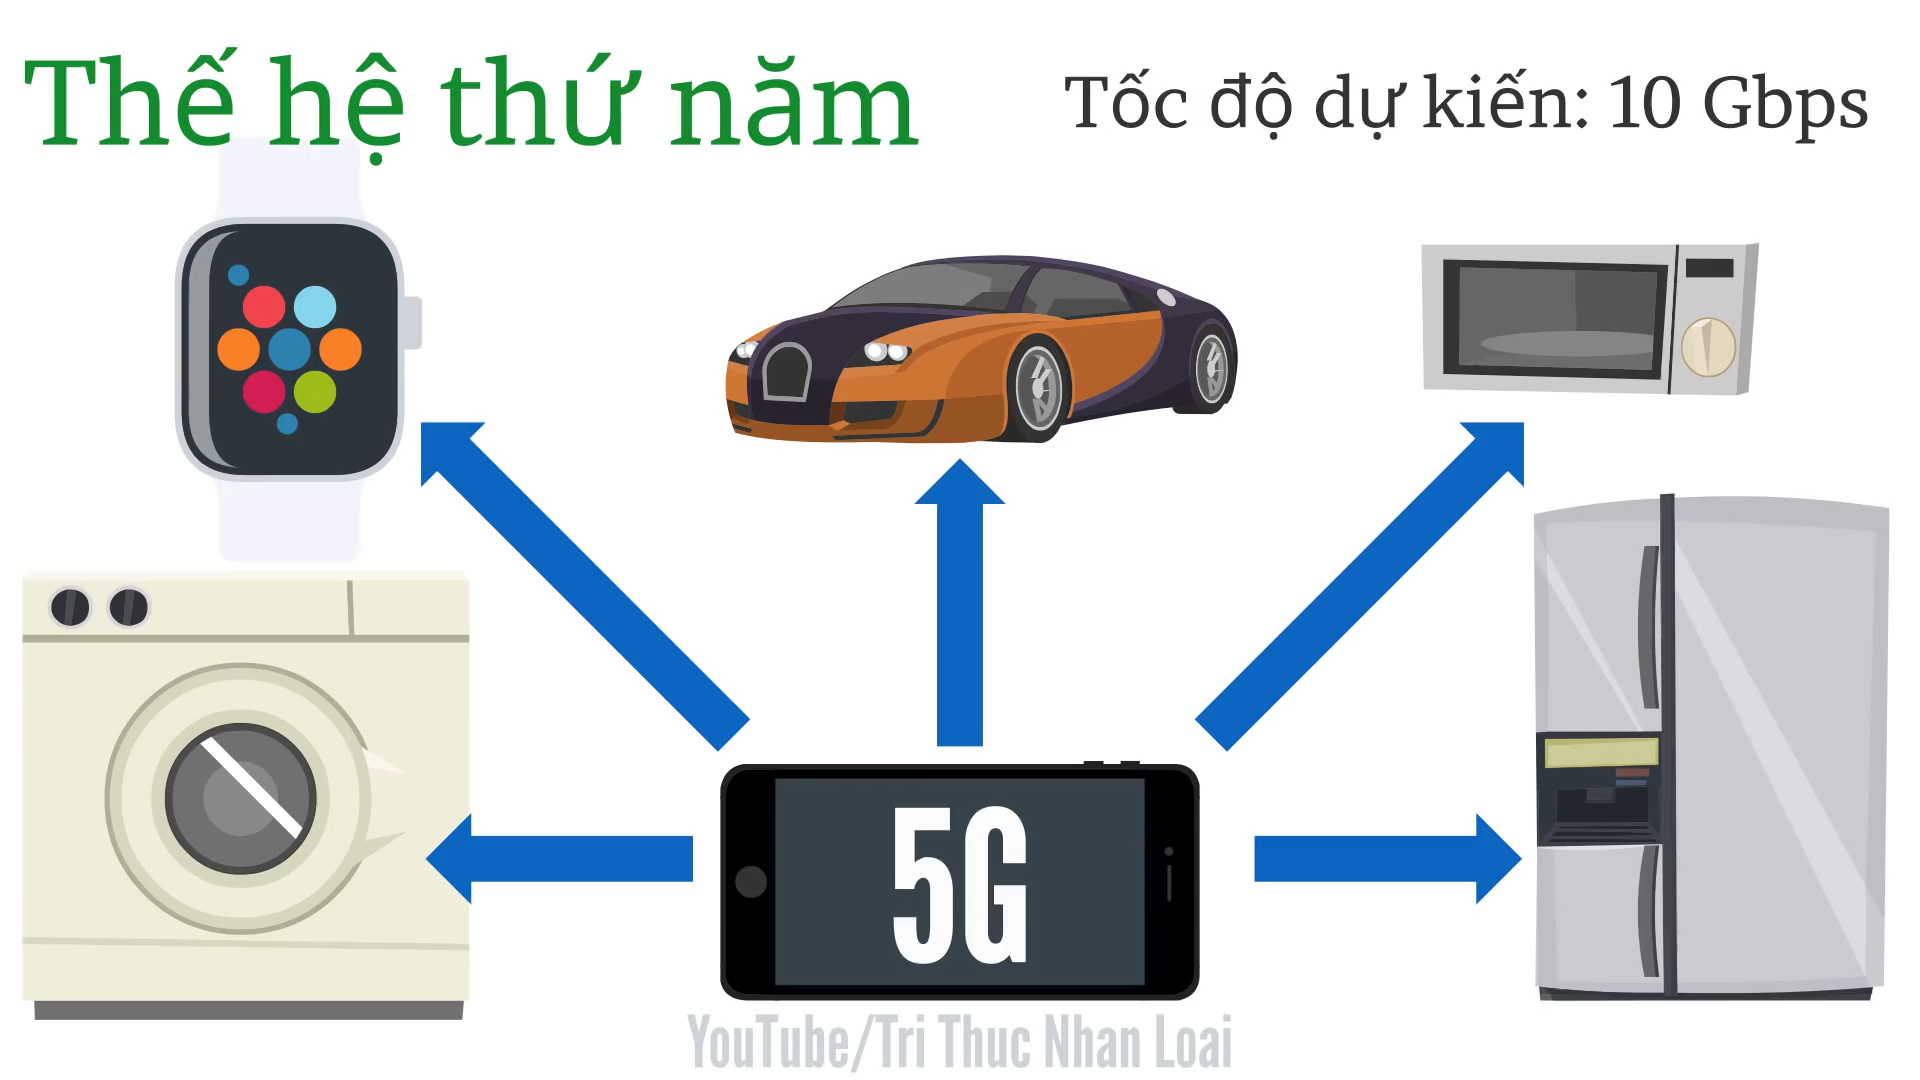 Thế hệ thứ năm
Tốc độ dự kiến: 10 Gbps
5G
YouTube/Tri Thuc Nhan Loai